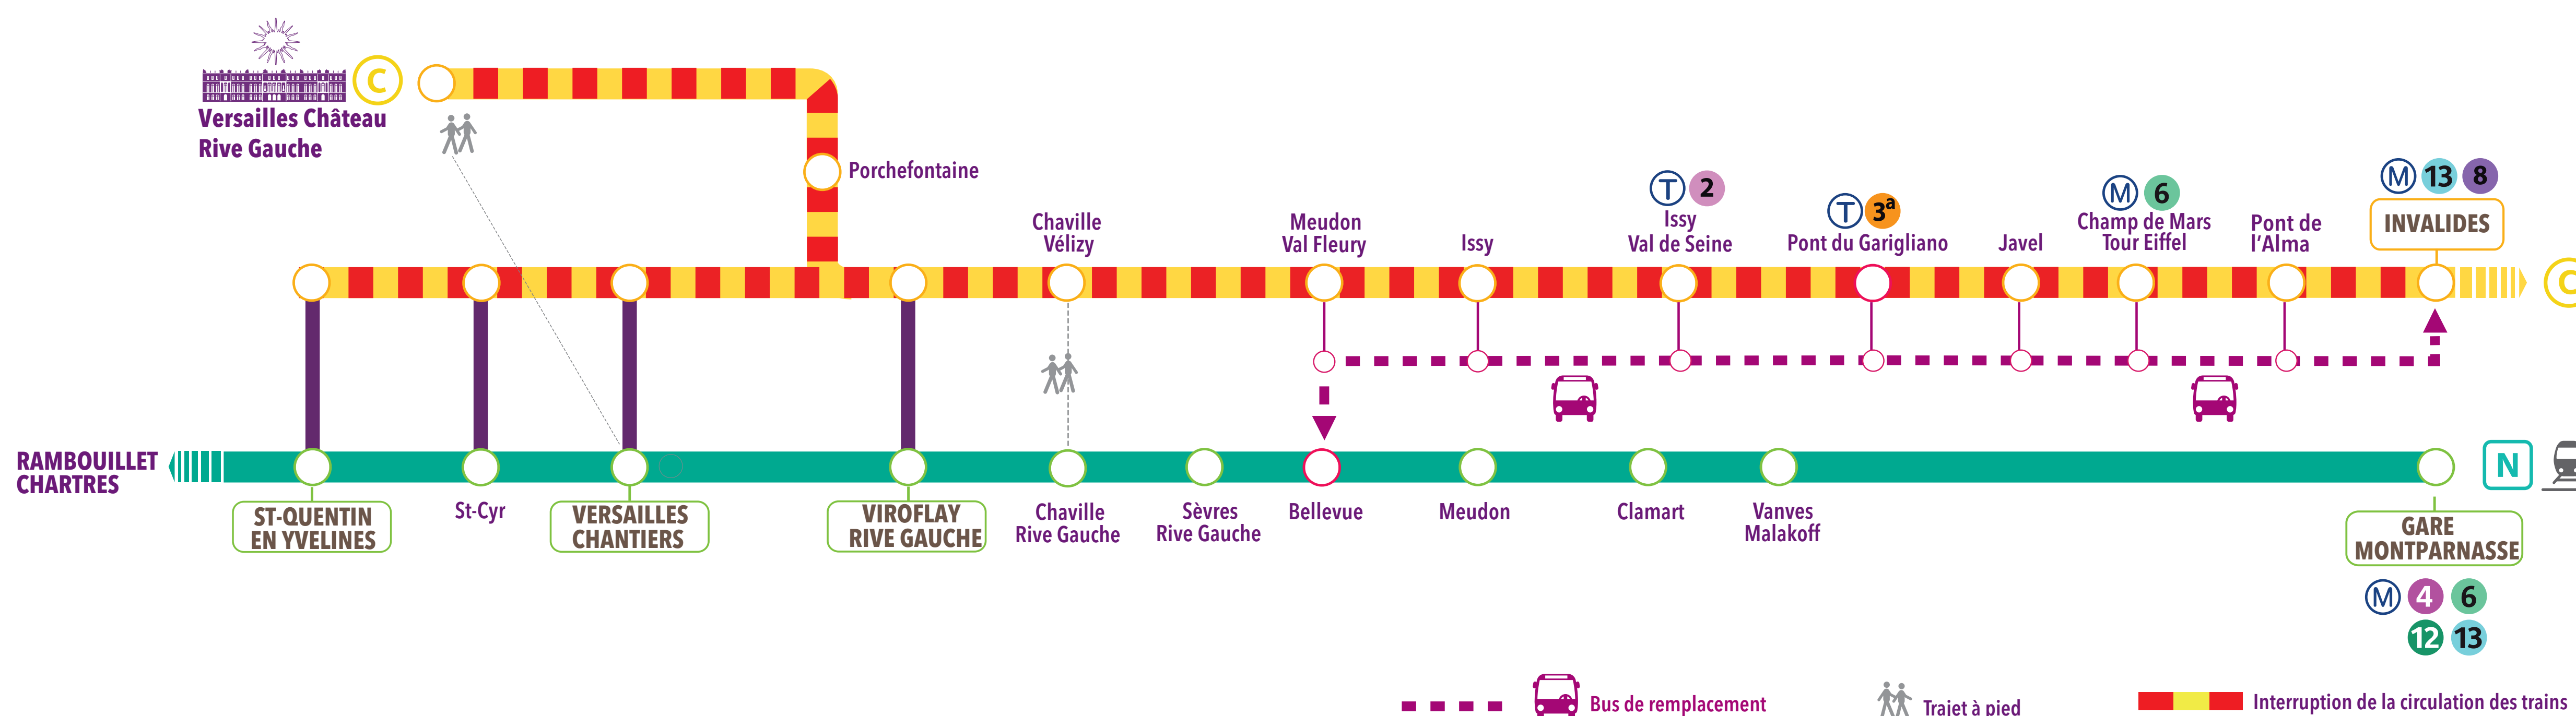 C
Versailles Château
Rive Gauche
Porchefontaine
Chaville
Vélizy
Meudon
Val Fleury
Issy
T 2
Issy
Val de Seine
T 3a
Pont du Garigliano
Javel
M 6
Champ de Mars
Tour Eiffel
Pont de
l'Alma
M 13 8
INVALIDES
C
RAMBOUILLET
CHARTRES
N
ST-QUENTIN
EN YVELINES
St-Cyr
VERSAILLES
CHANTIERS
VIROFLAY
RIVE GAUCHE
Chaville
Rive Gauche
Sèvres
Rive Gauche
Bellevue
Meudon
Clamart
Vanves
Malakoff
GARE
MONTPARNASSE
M 4 6
12 13
Bus de remplacement
Trajet à pied
Interruption de la circulation des trains